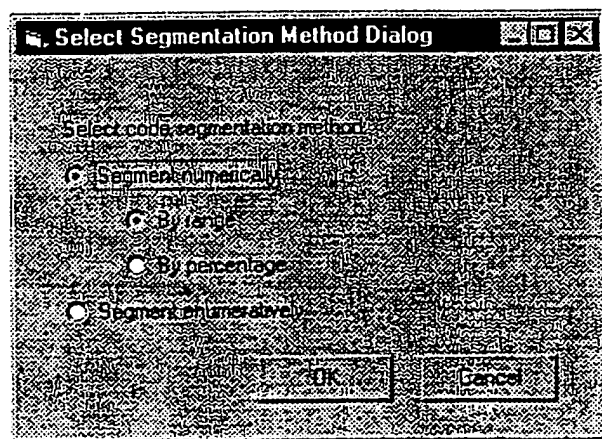 Select Segmentation Method Dialog
Select code segmentation method
Segment numerically
By range
By percentage
Segment enumeratively
OK
Cancel